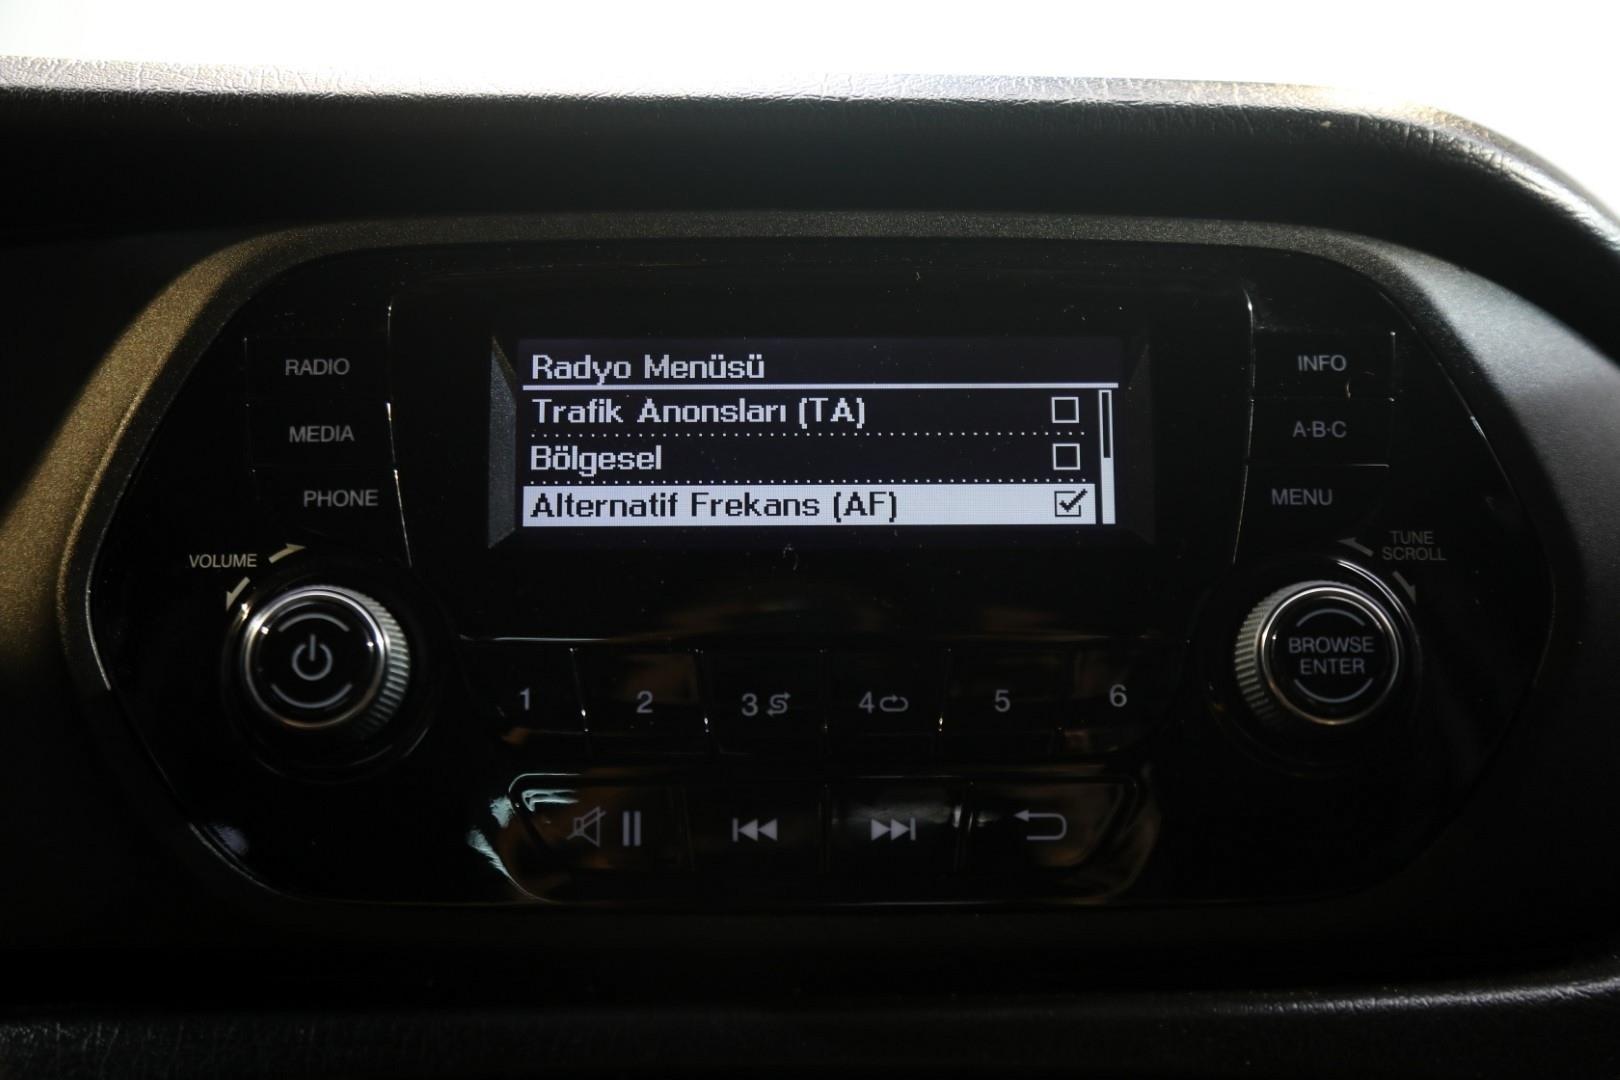 RADIO
MEDIA
PHONE
VOLUME
Radyo Menüsü
Trafik Anonsları (TA)
Bölgesel
Alternatif Frekans (AF)
INFO
A·B·C
MENU
TUNE
SCROLL
BROWSE
ENTER
1
2
3
4
5
6